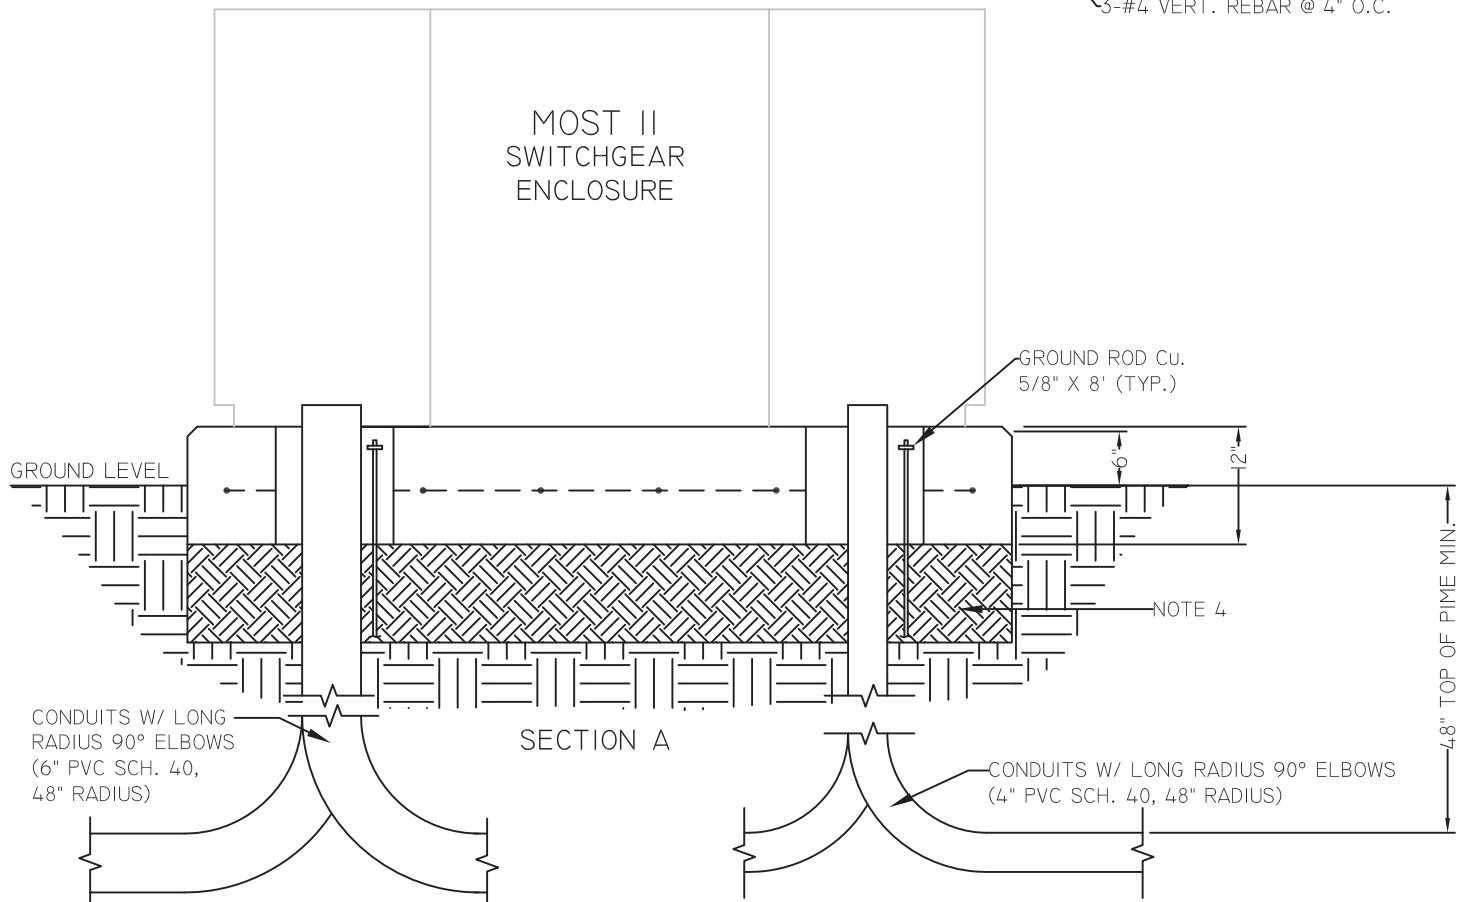 3-#4 VERT. REBAR @ 4" O.C.
MOST II
SWITCHGEAR
ENCLOSURE
GROUND ROD Cu.
5/8" X 8' (TYP.)
GROUND LEVEL
6"
12"
NOTE 4
48" TOP OF PIME MIN.
SECTION A
CONDUITS W/ LONG
RADIUS 90° ELBOWS
(6" PVC SCH. 40,
48" RADIUS)
CONDUITS W/ LONG RADIUS 90° ELBOWS
(4" PVC SCH. 40, 48" RADIUS)